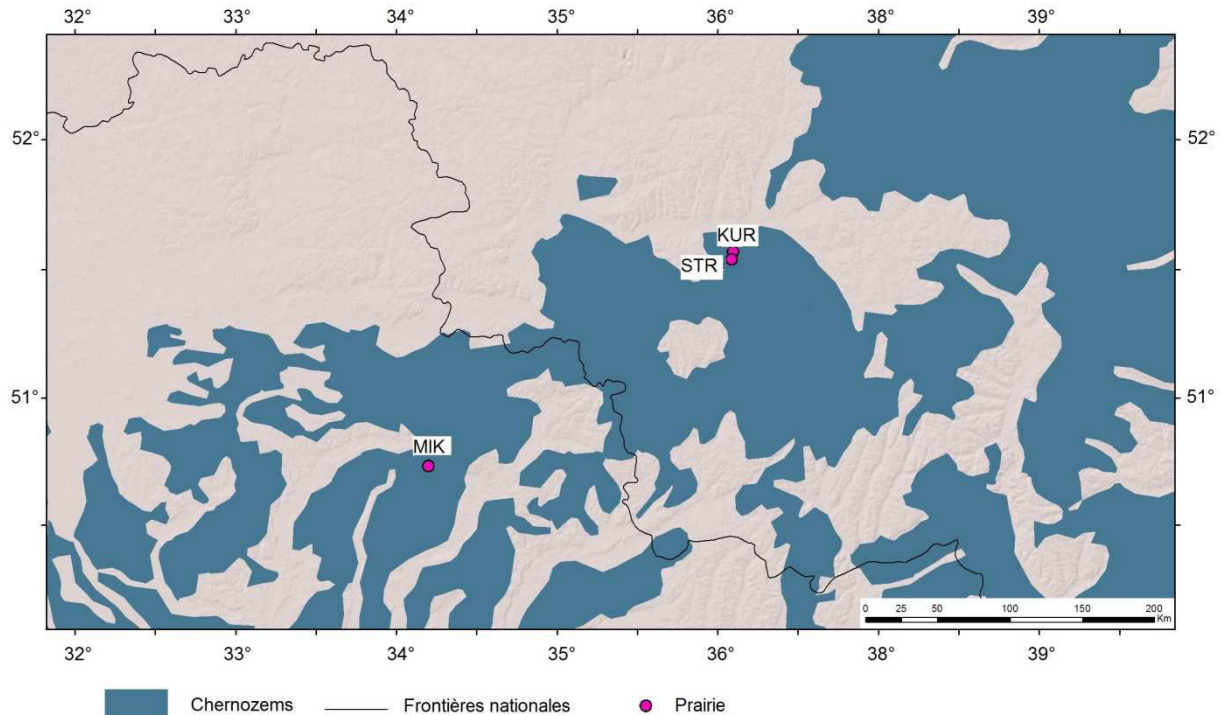 32° 33° 34° 35° 36° 38° 39°
52° 52°
KUR
STR
51° 51°
MIK
0 25 50 100 150 200
Km
32° 33° 34° 35° 36° 38° 39°
Chernozems Frontières nationales Prairie